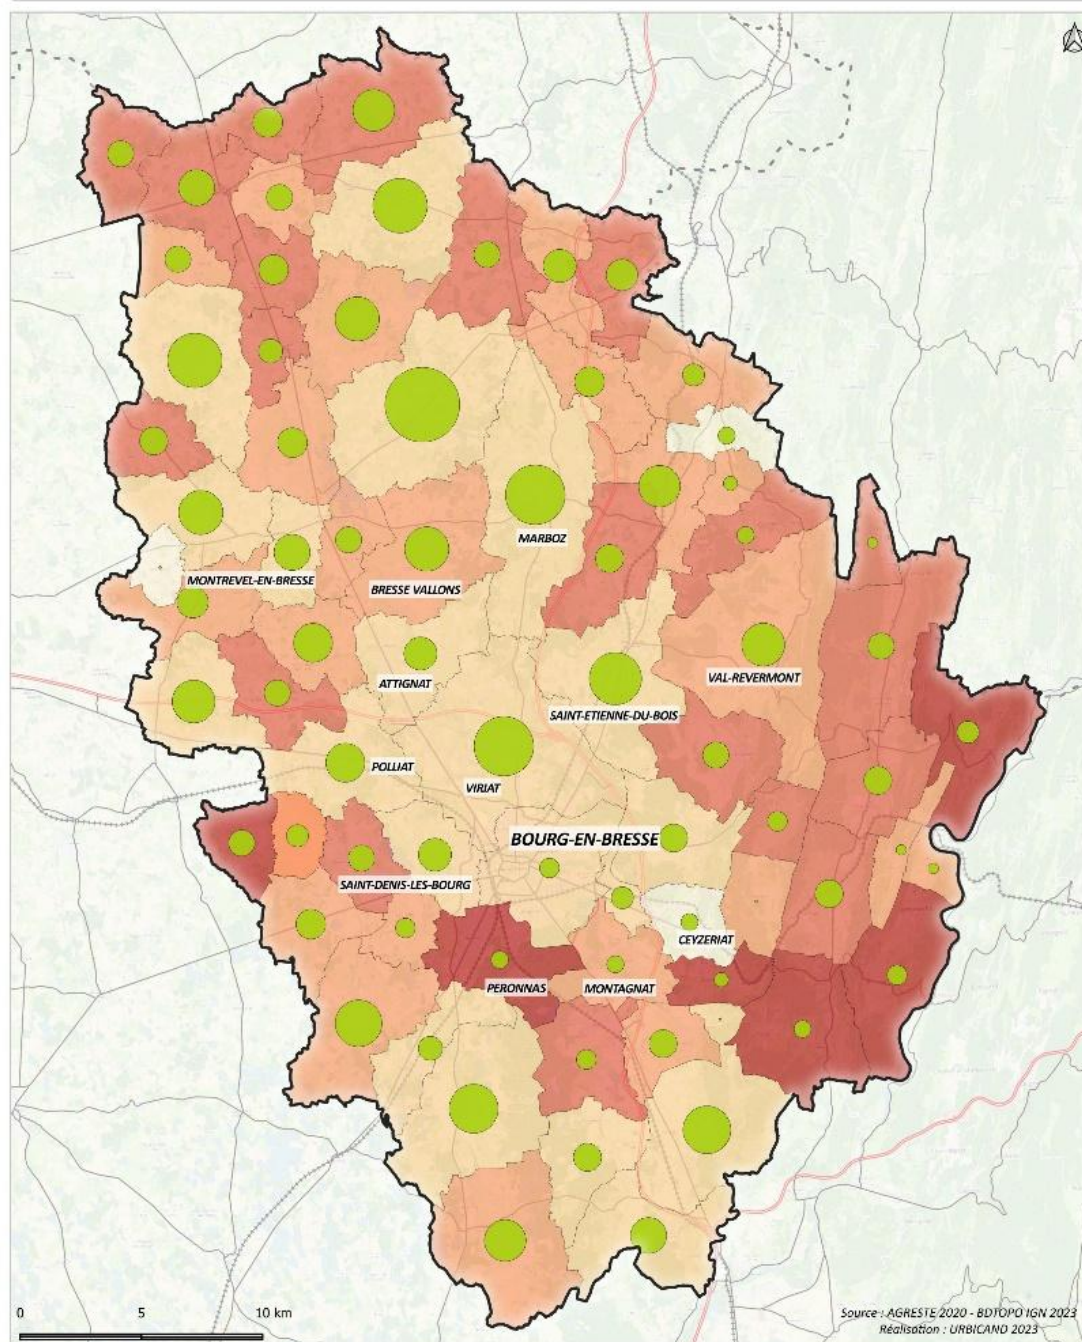 MARBOZ
MONTREVEL-EN-BRESSE
BRESSE VALLONS
ATTIGNAT
VAL-REVERMONT
SAINT-ETIENNE-DU-BOIS
POLLIAT
VIRIAT
BOURG-EN-BRESSE
SAINT-DENIS-LES-BOURG
CEYZERIAT
PERONNAS
MONTAGNAT
0 5 10 km
Source : AGRESTE 2020 - BDTOPO IGN 2023
Réalisation : URBICAND 2023